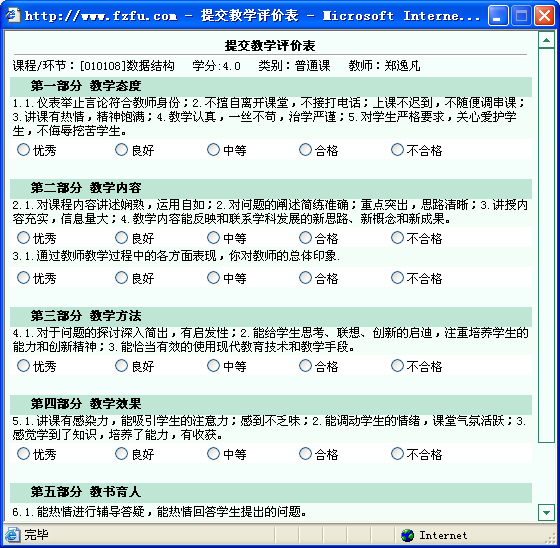 http://www.fzfu.com - 提交教学评价表 - Microsoft Interne...
提交教学评价表
课程/环节：[010108]数据结构 学分:4.0 类别：普通课 教师：郑逸凡
第一部分 教学态度
1.1.仪表举止言论符合教师身份；2.不擅自离开课堂，不接打电话；上课不迟到，不随便调串课；
3.讲课有热情，精神饱满；4.教学认真，一丝不苟，治学严谨；5.对学生严格要求，关心爱护学
生，不侮辱挖苦学生。
优秀 良好 中等 合格 不合格
第二部分 教学内容
2.1.对课程内容讲述娴熟，运用自如；2.对问题的阐述简练准确；重点突出，思路清晰；3.讲授内
容充实，信息量大；4.教学内容能反映和联系学科发展的新思路、新概念和新成果。
优秀 良好 中等 合格 不合格
3.1.通过教师教学过程中的各方面表现，你对教师的总体印象.
优秀 良好 中等 合格 不合格
第三部分 教学方法
4.1.对于问题的探讨深入简出，有启发性；2.能给学生思考、联想、创新的启迪，注重培养学生的
能力和创新精神；3.能恰当有效的使用现代教育技术和教学手段。
优秀 良好 中等 合格 不合格
第四部分 教学效果
5.1.讲课有感染力，能吸引学生的注意力；感到不乏味；2.能调动学生的情绪，课堂气氛活跃；3.
感觉学到了知识，培养了能力，有收获。
优秀 良好 中等 合格 不合格
第五部分 教书育人
6.1.能热情进行辅导答疑，能热情回答学生提出的问题。
完毕 Internet